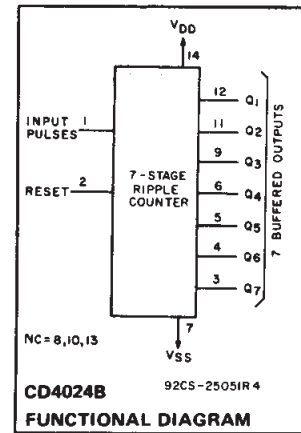 VDD
14
INPUT PULSES 1
RESET 2
7-STAGE
RIPPLE
COUNTER
12 Q1
11 Q2
9 Q3
6 Q4
5 Q5
4 Q6
3 Q7
7 BUFFERED OUTPUTS
7
NC=8,10,13
VSS
CD4024B 92CS-25051R4
FUNCTIONAL DIAGRAM